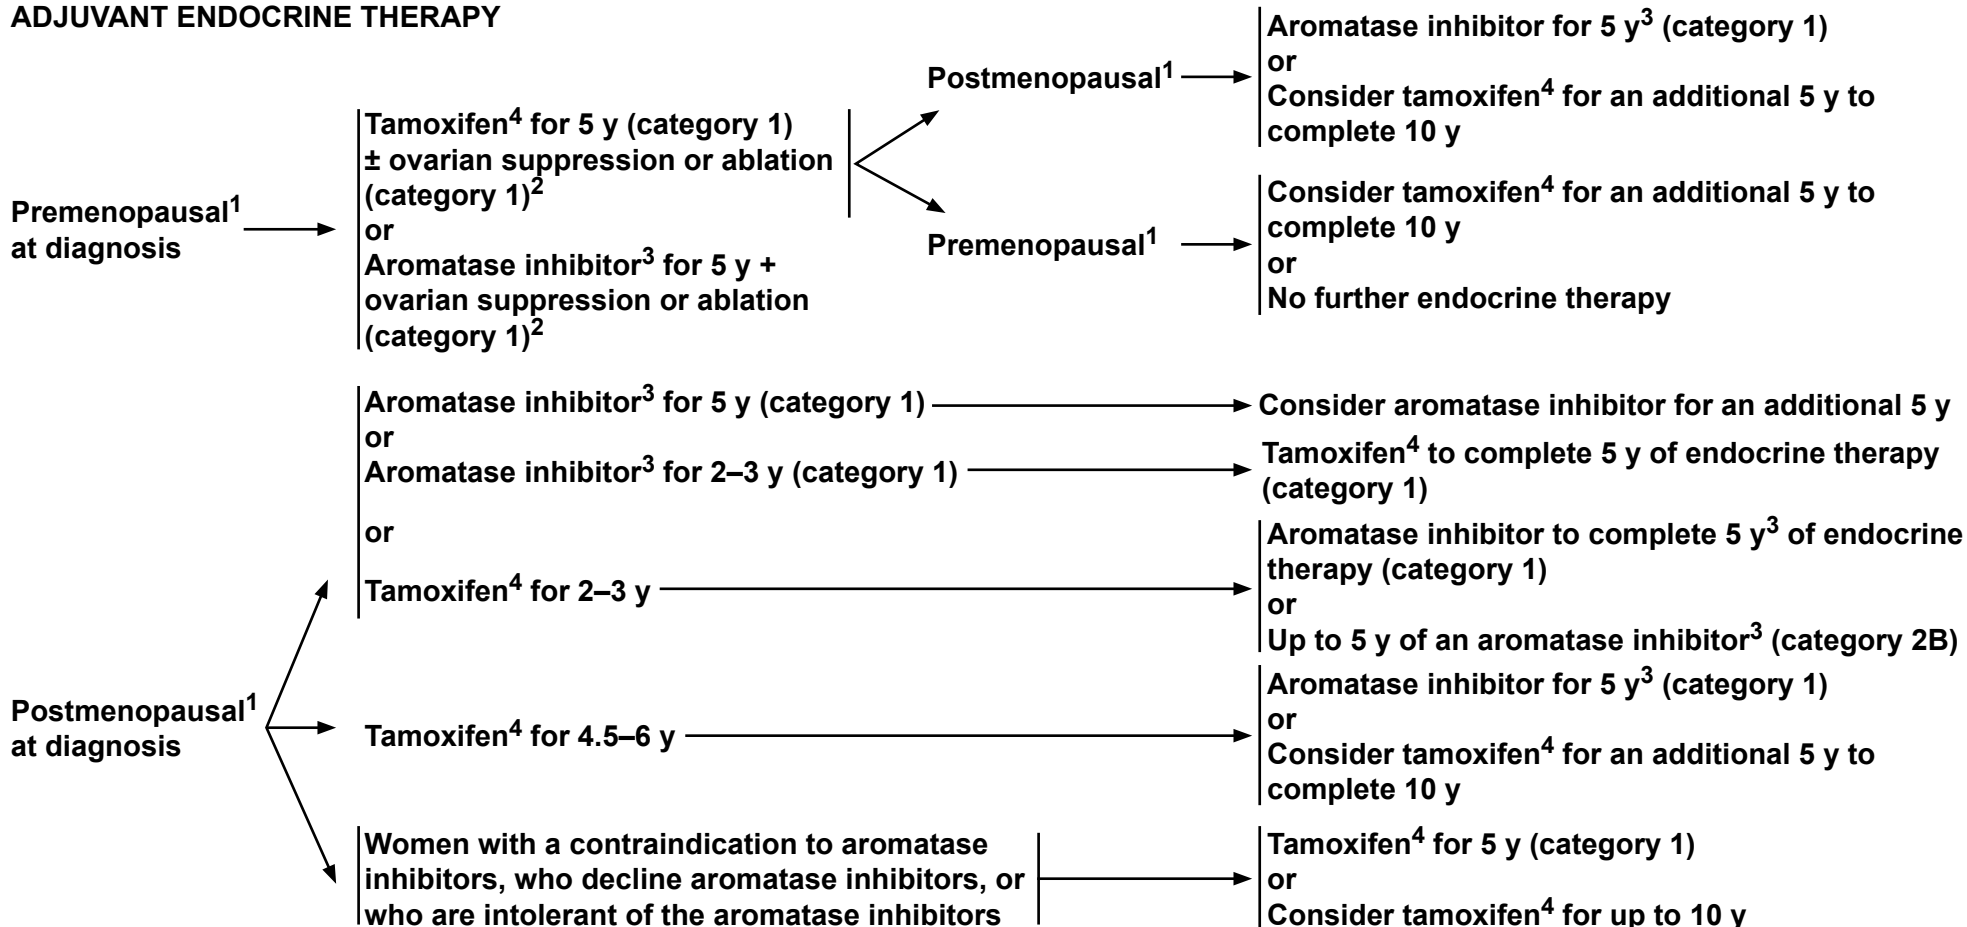 ADJUVANT ENDOCRINE THERAPY
Premenopausal1
at diagnosis
Tamoxifen4 for 5 y (category 1)
± ovarian suppression or ablation
(category 1)2
or
Aromatase inhibitor3 for 5 y +
ovarian suppression or ablation
(category 1)2
Postmenopausal1
Aromatase inhibitor for 5 y3 (category 1)
or
Consider tamoxifen4 for an additional 5 y to
complete 10 y
Premenopausal1
Consider tamoxifen4 for an additional 5 y to
complete 10 y
or
No further endocrine therapy
Postmenopausal1
at diagnosis
Aromatase inhibitor3 for 5 y (category 1)
Consider aromatase inhibitor for an additional 5 y
or
Aromatase inhibitor3 for 2–3 y (category 1)
Tamoxifen4 to complete 5 y of endocrine therapy
(category 1)
or
Tamoxifen4 for 2–3 y
Aromatase inhibitor to complete 5 y3 of endocrine
therapy (category 1)
or
Up to 5 y of an aromatase inhibitor3 (category 2B)
Tamoxifen4 for 4.5–6 y
Aromatase inhibitor for 5 y3 (category 1)
or
Consider tamoxifen4 for an additional 5 y to
complete 10 y
Women with a contraindication to aromatase
inhibitors, who decline aromatase inhibitors, or
who are intolerant of the aromatase inhibitors
Tamoxifen4 for 5 y (category 1)
or
Consider tamoxifen4 for up to 10 y